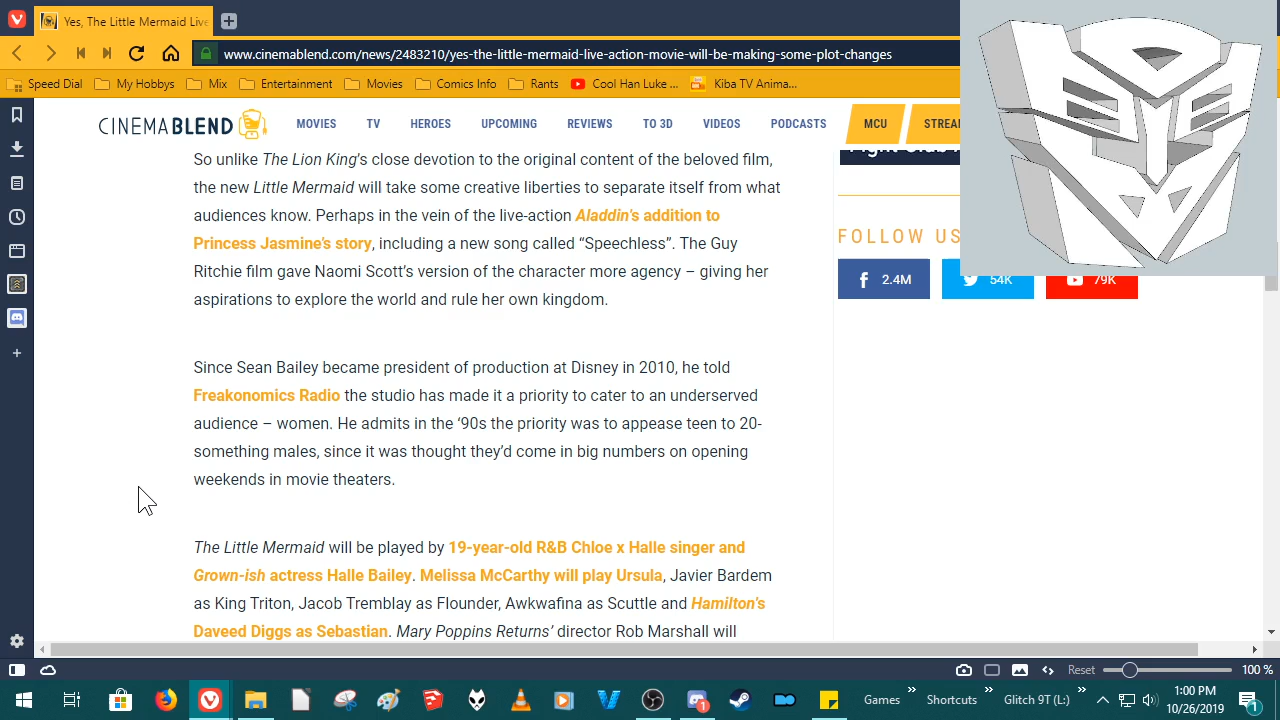 Yes, The Little Mermaid Live
www.cinemablend.com/news/2483210/yes-the-little-mermaid-live-action-movie-will-be-making-some-plot-changes
Speed Dial My Hobbys Mix Entertainment Movies Comics Info Rants Cool Han Luke ... Kiba TV Anima...
CINEMABLEND MOVIES TV HEROES UPCOMING REVIEWS TO 3D VIDEOS PODCASTS MCU STREAM
So unlike The Lion King's close devotion to the original content of the beloved film,
the new Little Mermaid will take some creative liberties to separate itself from what
audiences know. Perhaps in the vein of the live-action Aladdin's addition to
Princess Jasmine's story, including a new song called “Speechless”. The Guy
Ritchie film gave Naomi Scott's version of the character more agency – giving her
aspirations to explore the world and rule her own kingdom.
Since Sean Bailey became president of production at Disney in 2010, he told
Freakonomics Radio the studio has made it a priority to cater to an underserved
audience – women. He admits in the ‘90s the priority was to appease teen to 20-
something males, since it was thought they'd come in big numbers on opening
weekends in movie theaters.
The Little Mermaid will be played by 19-year-old R&B Chloe x Halle singer and
Grown-ish actress Halle Bailey. Melissa McCarthy will play Ursula, Javier Bardem
as King Triton, Jacob Tremblay as Flounder, Awkwafina as Scuttle and Hamilton's
Daveed Diggs as Sebastian. Mary Poppins Returns’ director Rob Marshall will
FOLLOW US
2.4M 54K 79K
Reset 100 %
Games Shortcuts Glitch 9T (L:)
1:00 PM
10/26/2019
1
1